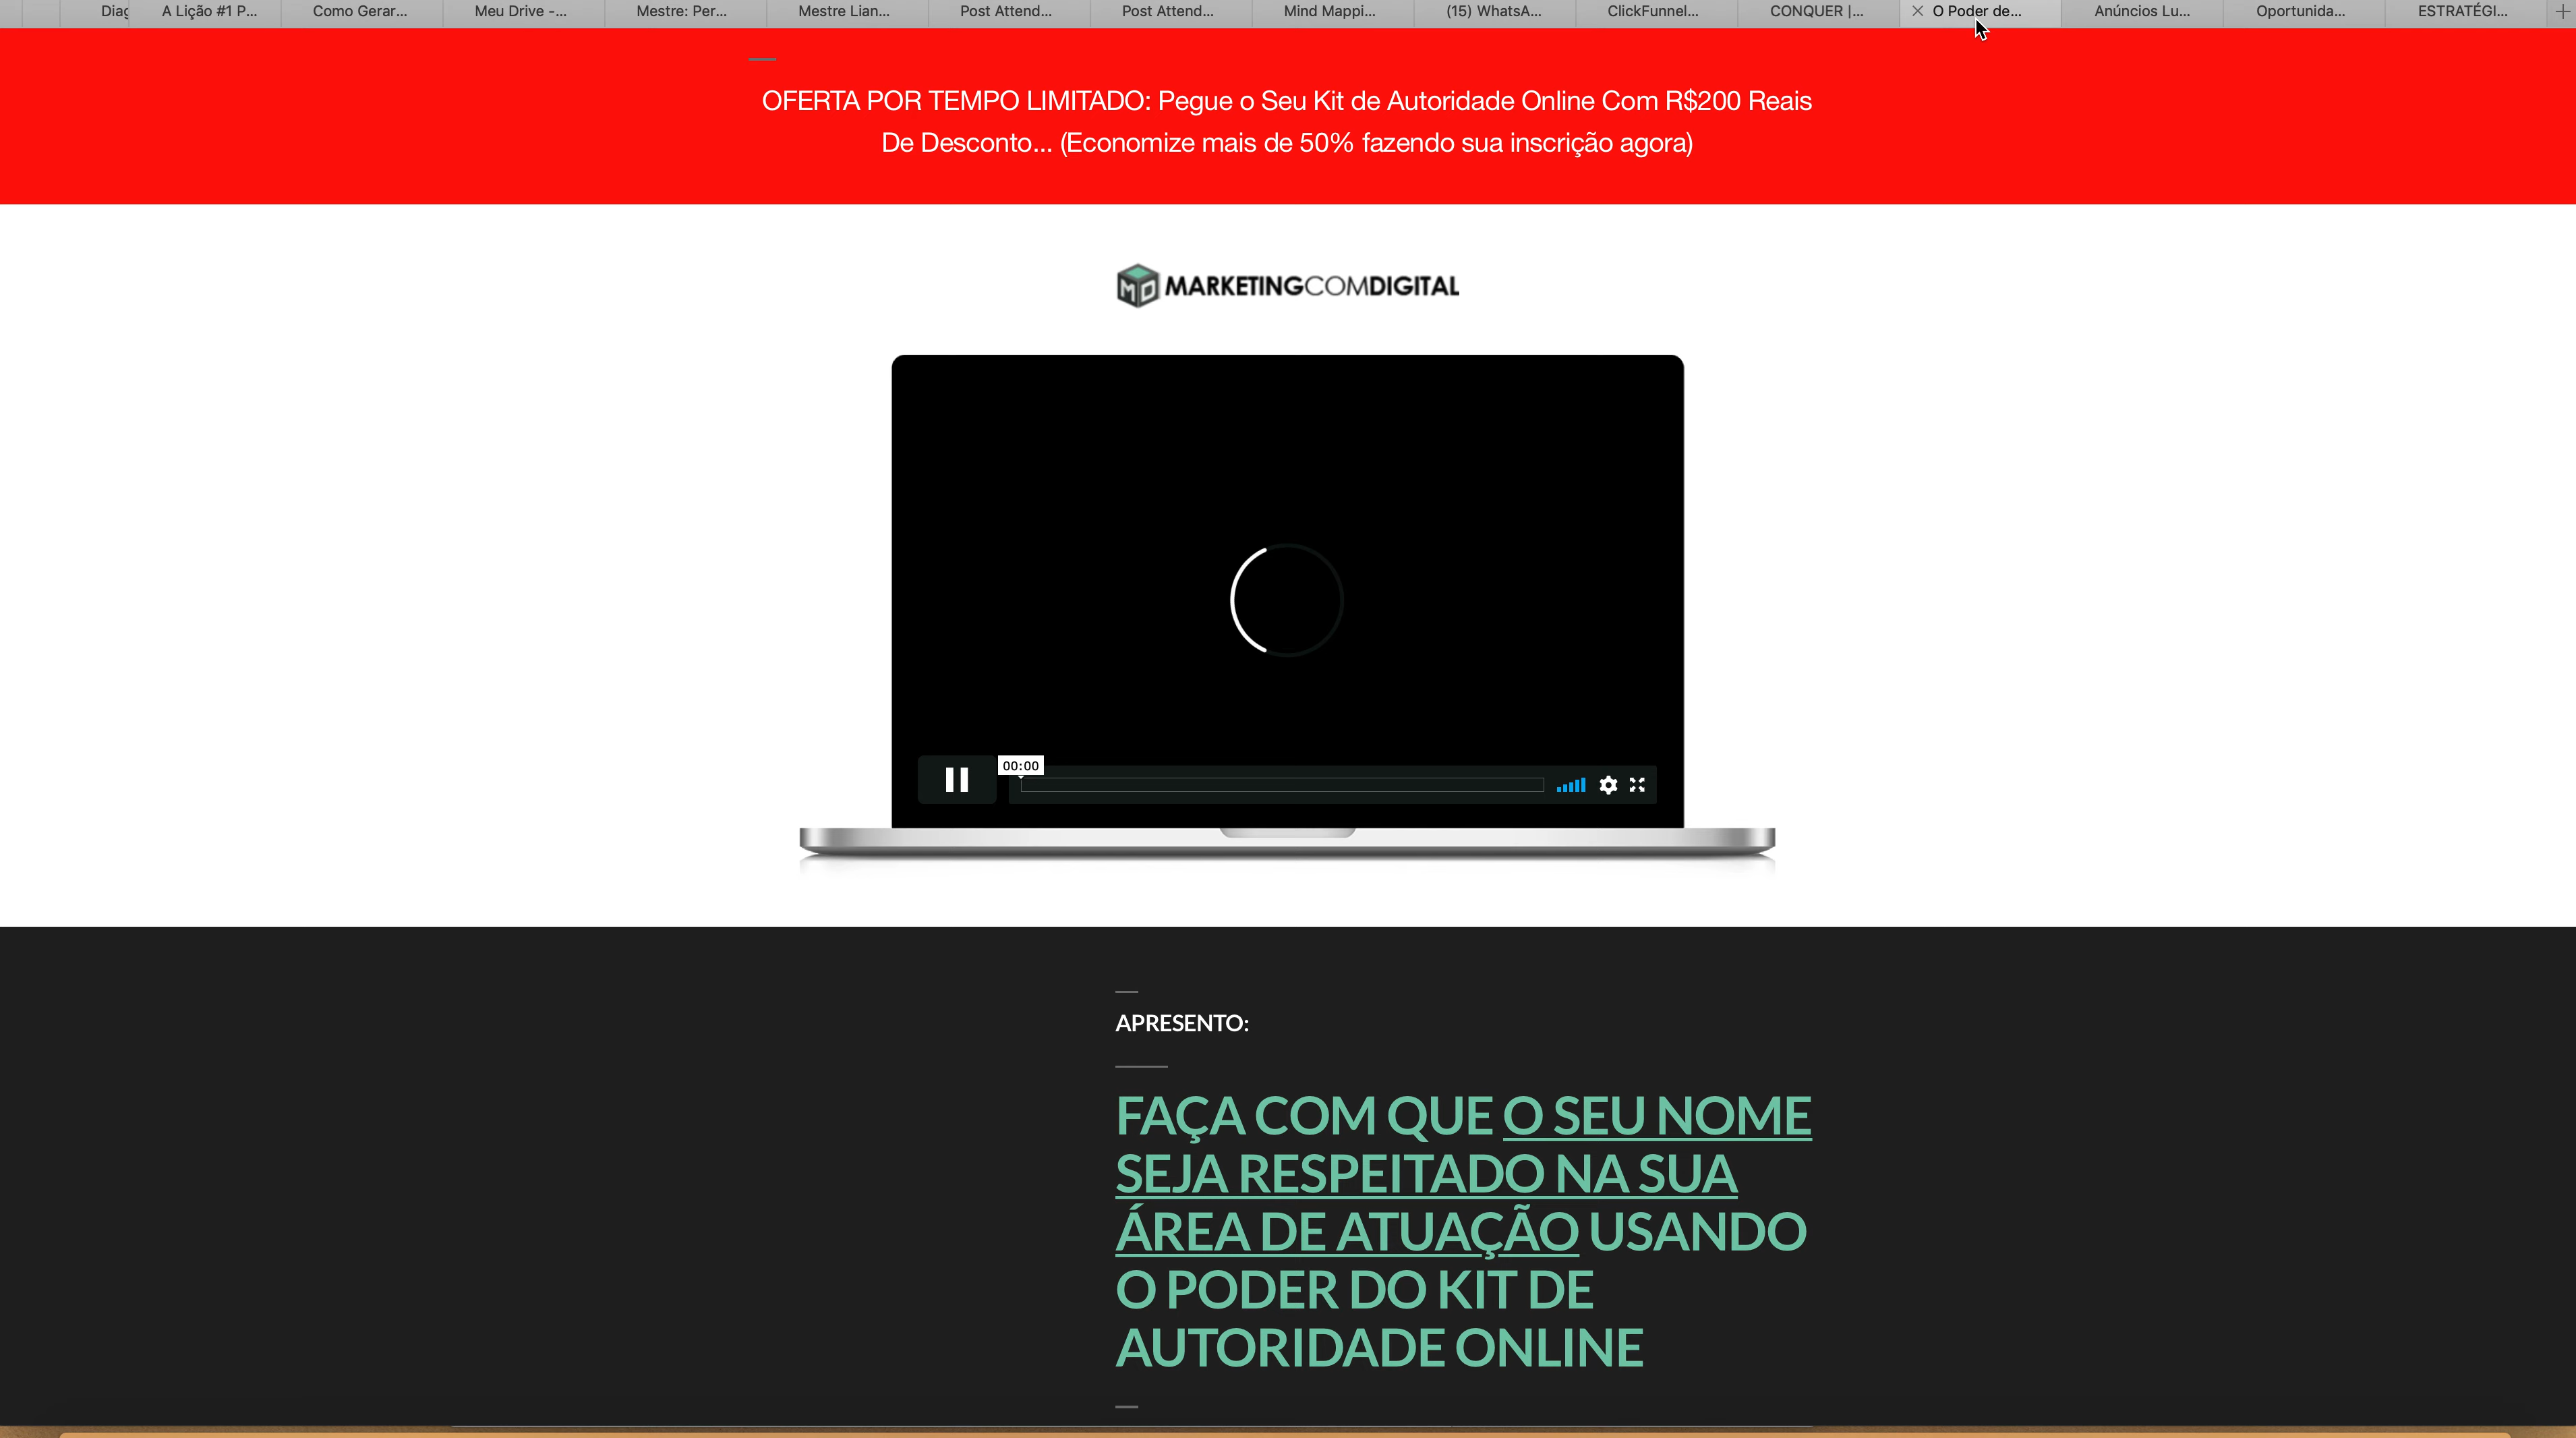 Diag
A Lição #1 P...
Como Gerar...
Meu Drive -...
Mestre: Per...
Mestre Lian...
Post Attend...
Post Attend...
Mind Mappi...
(15) WhatsA...
ClickFunnel...
CONQUER |...
O Poder de...
Anúncios Lu...
Oportunida...
ESTRATÉGI...
OFERTA POR TEMPO LIMITADO: Pegue o Seu Kit de Autoridade Online Com R$200 Reais
De Desconto... (Economize mais de 50% fazendo sua inscrição agora)
MD MARKETINGCOMDIGITAL
00:00
APRESENTO:
FAÇA COM QUE O SEU NOME
SEJA RESPEITADO NA SUA
ÁREA DE ATUAÇÃO USANDO
O PODER DO KIT DE
AUTORIDADE ONLINE